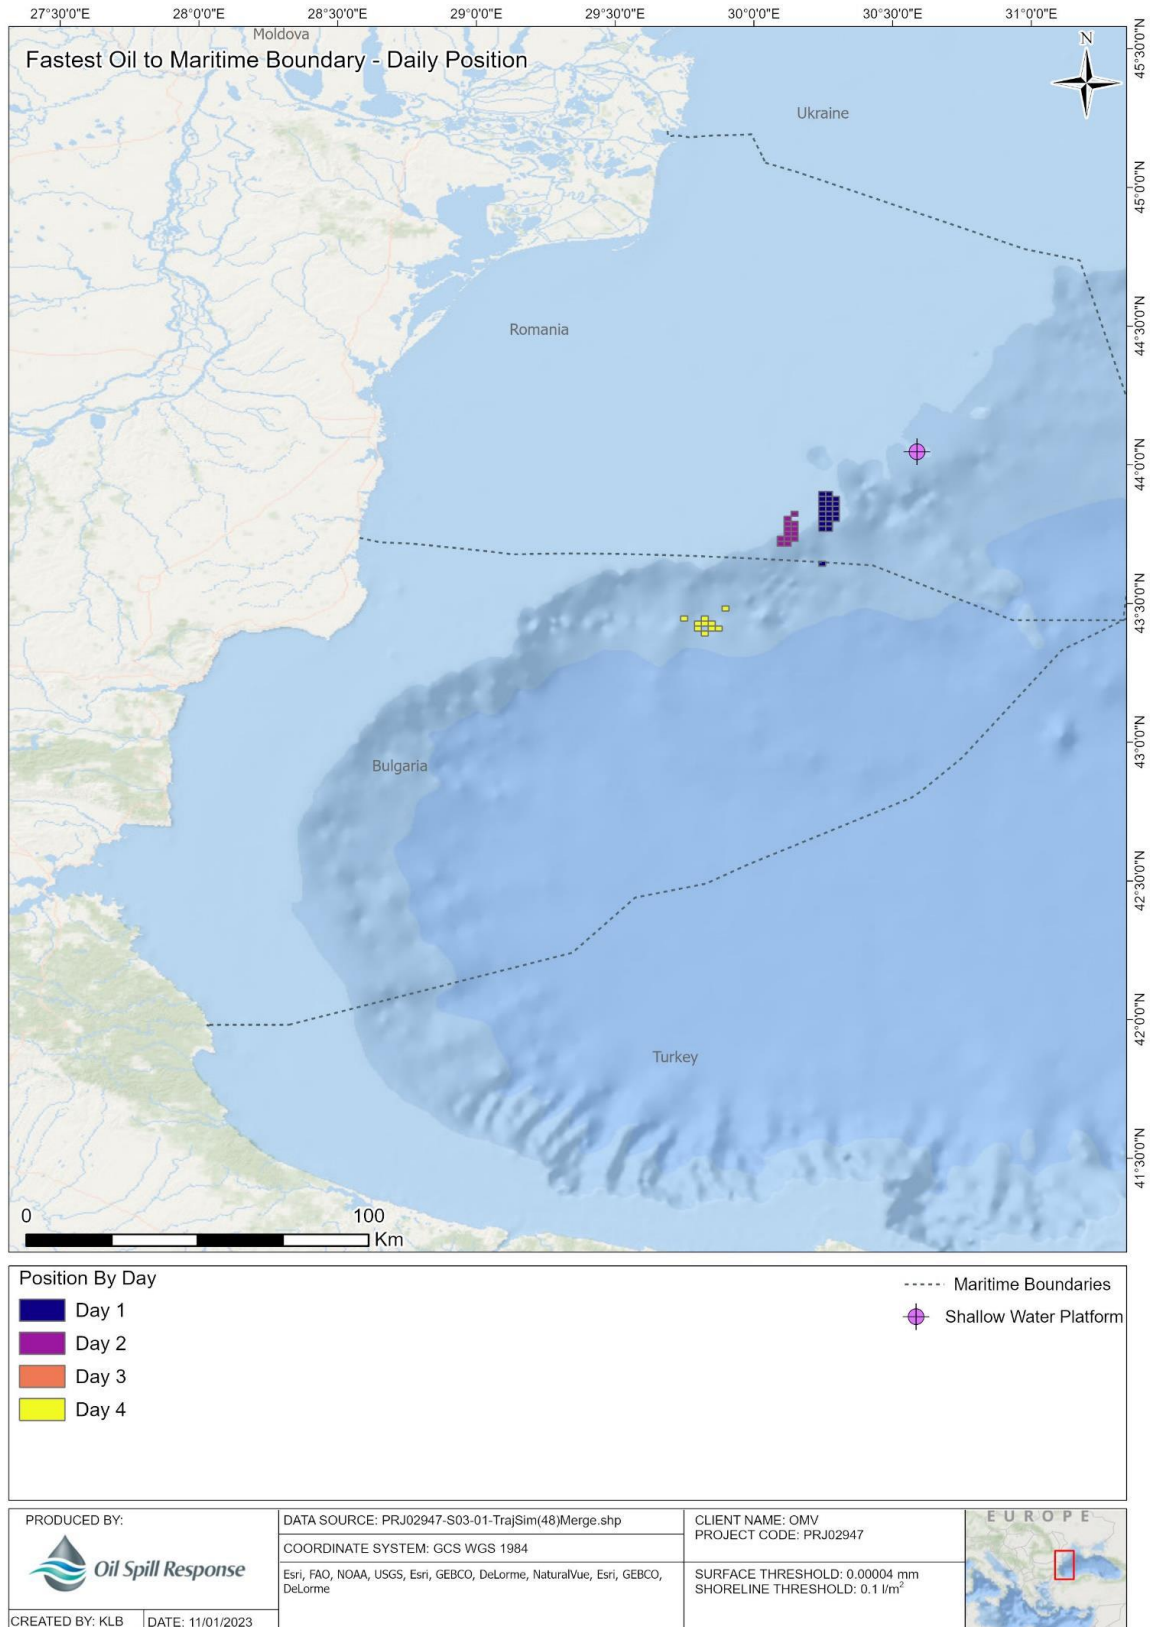 27°30'0"E 28°0'0"E 28°30'0"E 29°0'0"E 29°30'0"E 30°0'0"E 30°30'0"E 31°0'0"E
Moldova
Fastest Oil to Maritime Boundary - Daily Position
N
Ukraine
Romania
Bulgaria
Turkey
45°30'0"N
45°0'0"N
44°30'0"N
44°0'0"N
43°30'0"N
43°0'0"N
42°30'0"N
42°0'0"N
41°30'0"N
0 100
Km
Position By Day
Day 1
Day 2
Day 3
Day 4
Maritime Boundaries
Shallow Water Platform
PRODUCED BY:
Oil Spill Response
CREATED BY: KLB DATE: 11/01/2023
DATA SOURCE: PRJ02947-S03-01-TrajSim(48)Merge.shp
COORDINATE SYSTEM: GCS WGS 1984
Esri, FAO, NOAA, USGS, Esri, GEBCO, DeLorme, NaturalVue, Esri, GEBCO,
DeLorme
CLIENT NAME: OMV
PROJECT CODE: PRJ02947
SURFACE THRESHOLD: 0.00004 mm
SHORELINE THRESHOLD: 0.1 l/m²
EUROPE